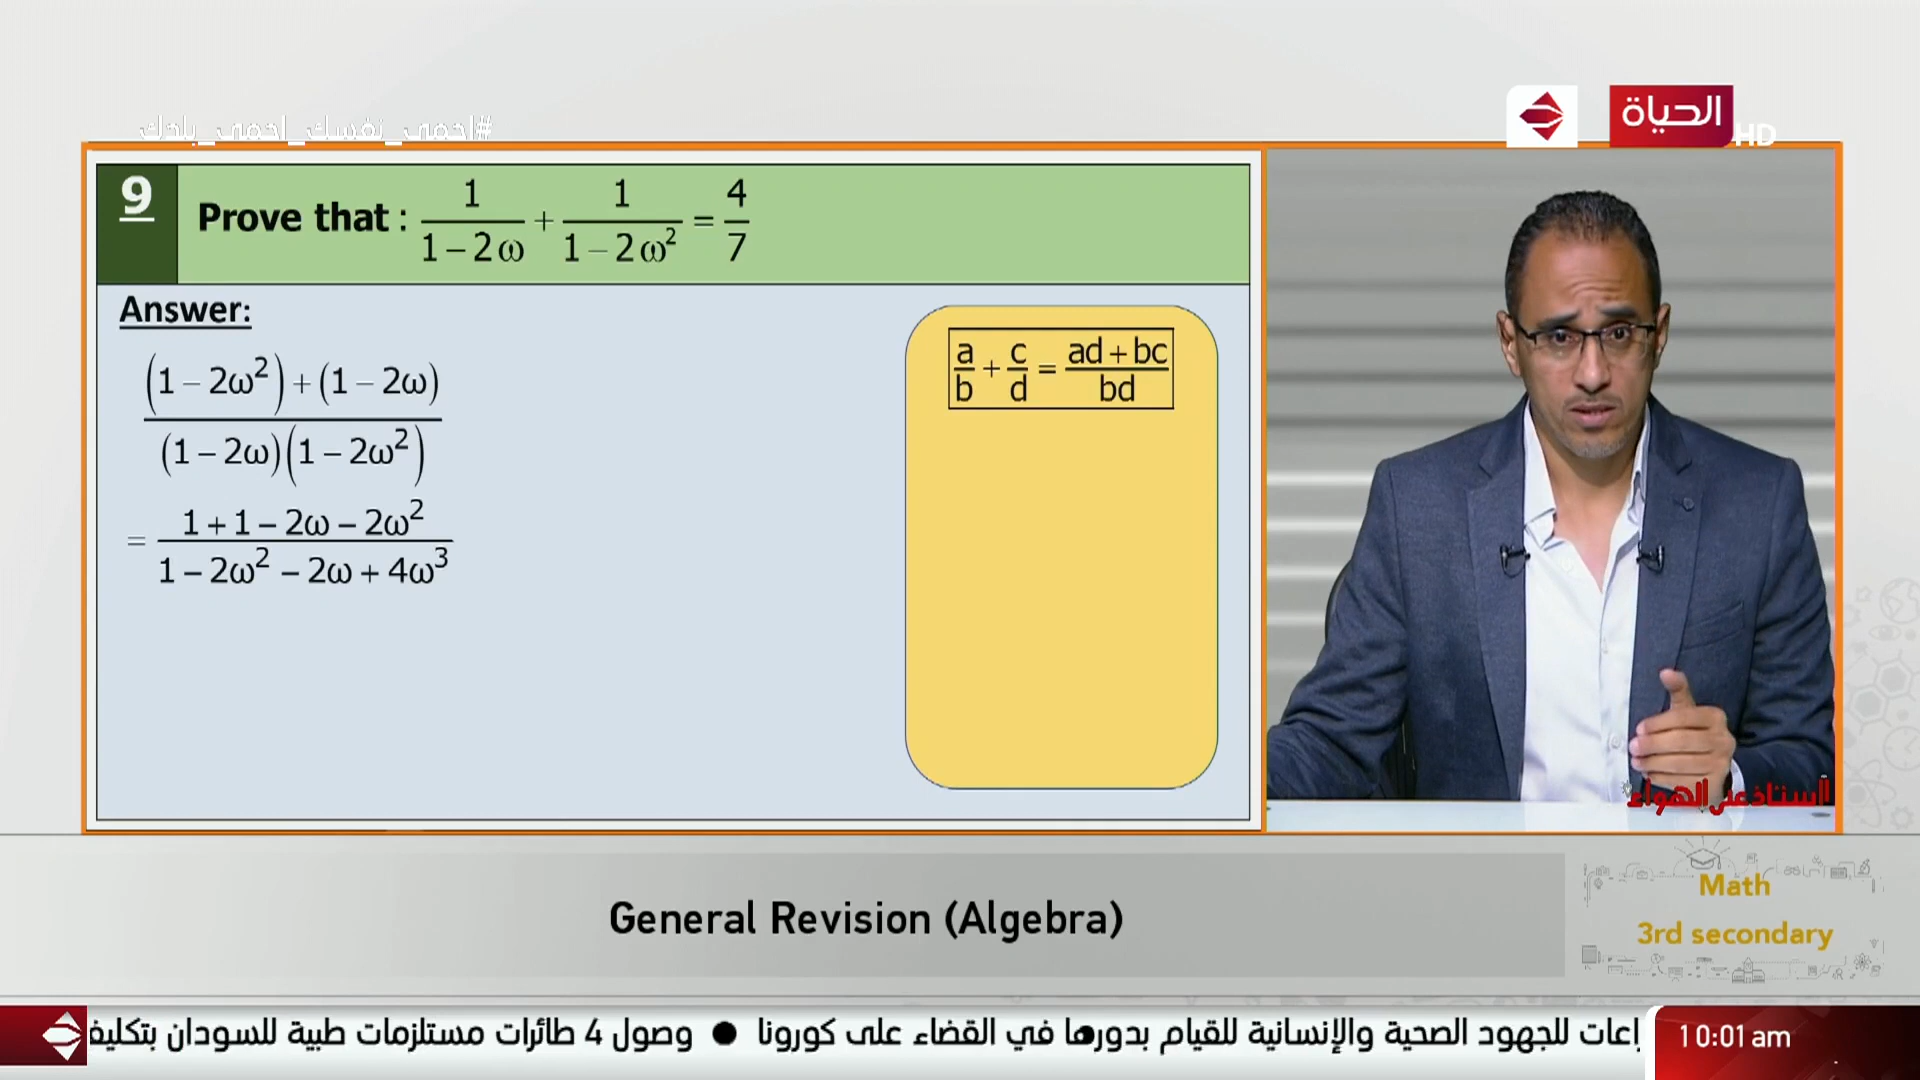 #احمي_نفسك_احمي_بلدك
الحياة
HD
9 Prove that : 1/(1 − 2ω) + 1/(1 − 2ω²) = 4/7
Answer:
((1 − 2ω²) + (1 − 2ω))/((1 − 2ω)(1 − 2ω²))
= (1 + 1 − 2ω − 2ω²)/(1 − 2ω² − 2ω + 4ω³)
a/b + c/d = (ad + bc)/bd
أستاذ على الهواء
General Revision (Algebra)
Math
3rd secondary
إعات للجهود الصحية والإنسانية للقيام بدورها في القضاء على كورونا ● وصول 4 طائرات مستلزمات طبية للسودان بتكليف
10:01 am